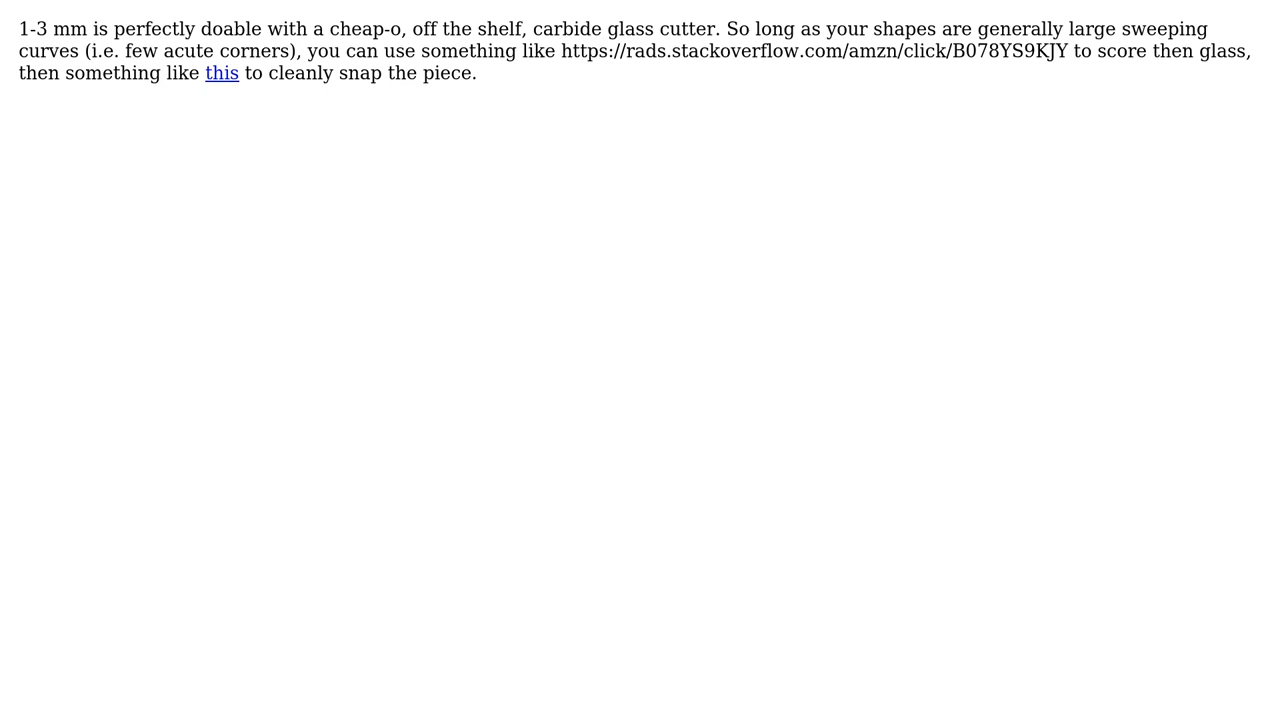 1-3 mm is perfectly doable with a cheap-o, off the shelf, carbide glass cutter. So long as your shapes are generally large sweeping
curves (i.e. few acute corners), you can use something like https://rads.stackoverflow.com/amzn/click/B078YS9KJY to score then glass,
then something like this to cleanly snap the piece.